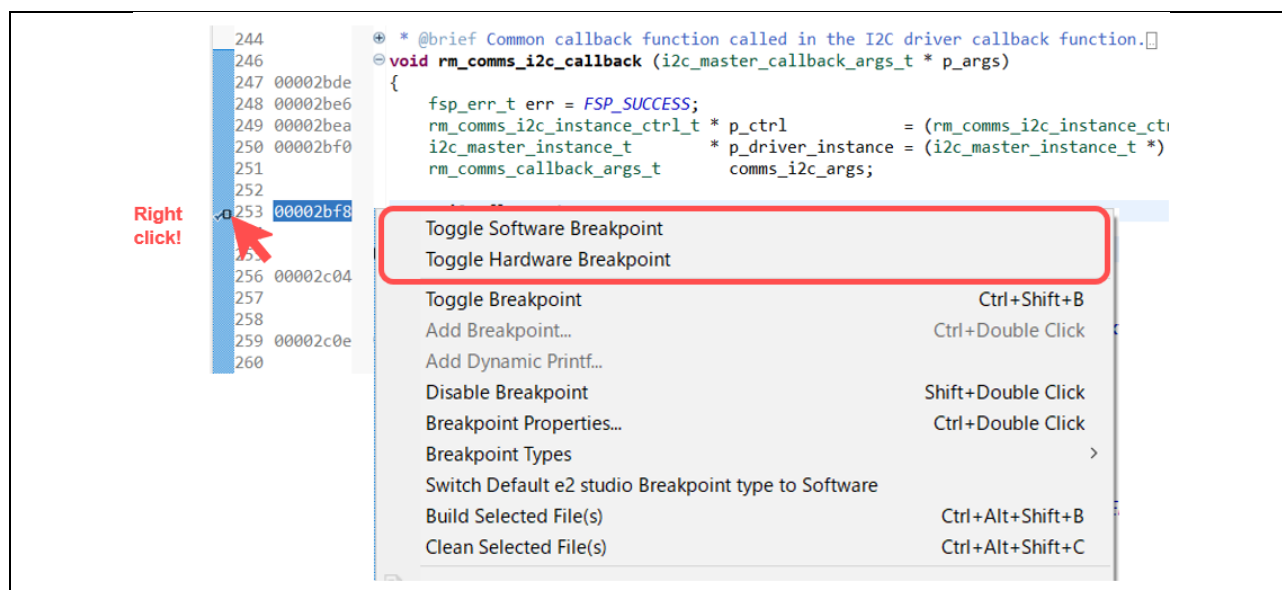 244 * @brief Common callback function called in the I2C driver callback function.
246 void rm_comms_i2c_callback (i2c_master_callback_args_t * p_args)
247 00002bde {
248 00002be6 fsp_err_t err = FSP_SUCCESS;
249 00002bea rm_comms_i2c_instance_ctrl_t * p_ctrl = (rm_comms_i2c_instance_ct
250 00002bf0 i2c_master_instance_t * p_driver_instance = (i2c_master_instance_t *)
251 rm_comms_callback_args_t comms_i2c_args;
252
253 00002bf8
Right
click!
256 00002c04
257
258
259 00002c0e
260
Toggle Software Breakpoint
Toggle Hardware Breakpoint
Toggle Breakpoint Ctrl+Shift+B
Add Breakpoint... Ctrl+Double Click
Add Dynamic Printf...
Disable Breakpoint Shift+Double Click
Breakpoint Properties... Ctrl+Double Click
Breakpoint Types
Switch Default e2 studio Breakpoint type to Software
Build Selected File(s) Ctrl+Alt+Shift+B
Clean Selected File(s) Ctrl+Alt+Shift+C